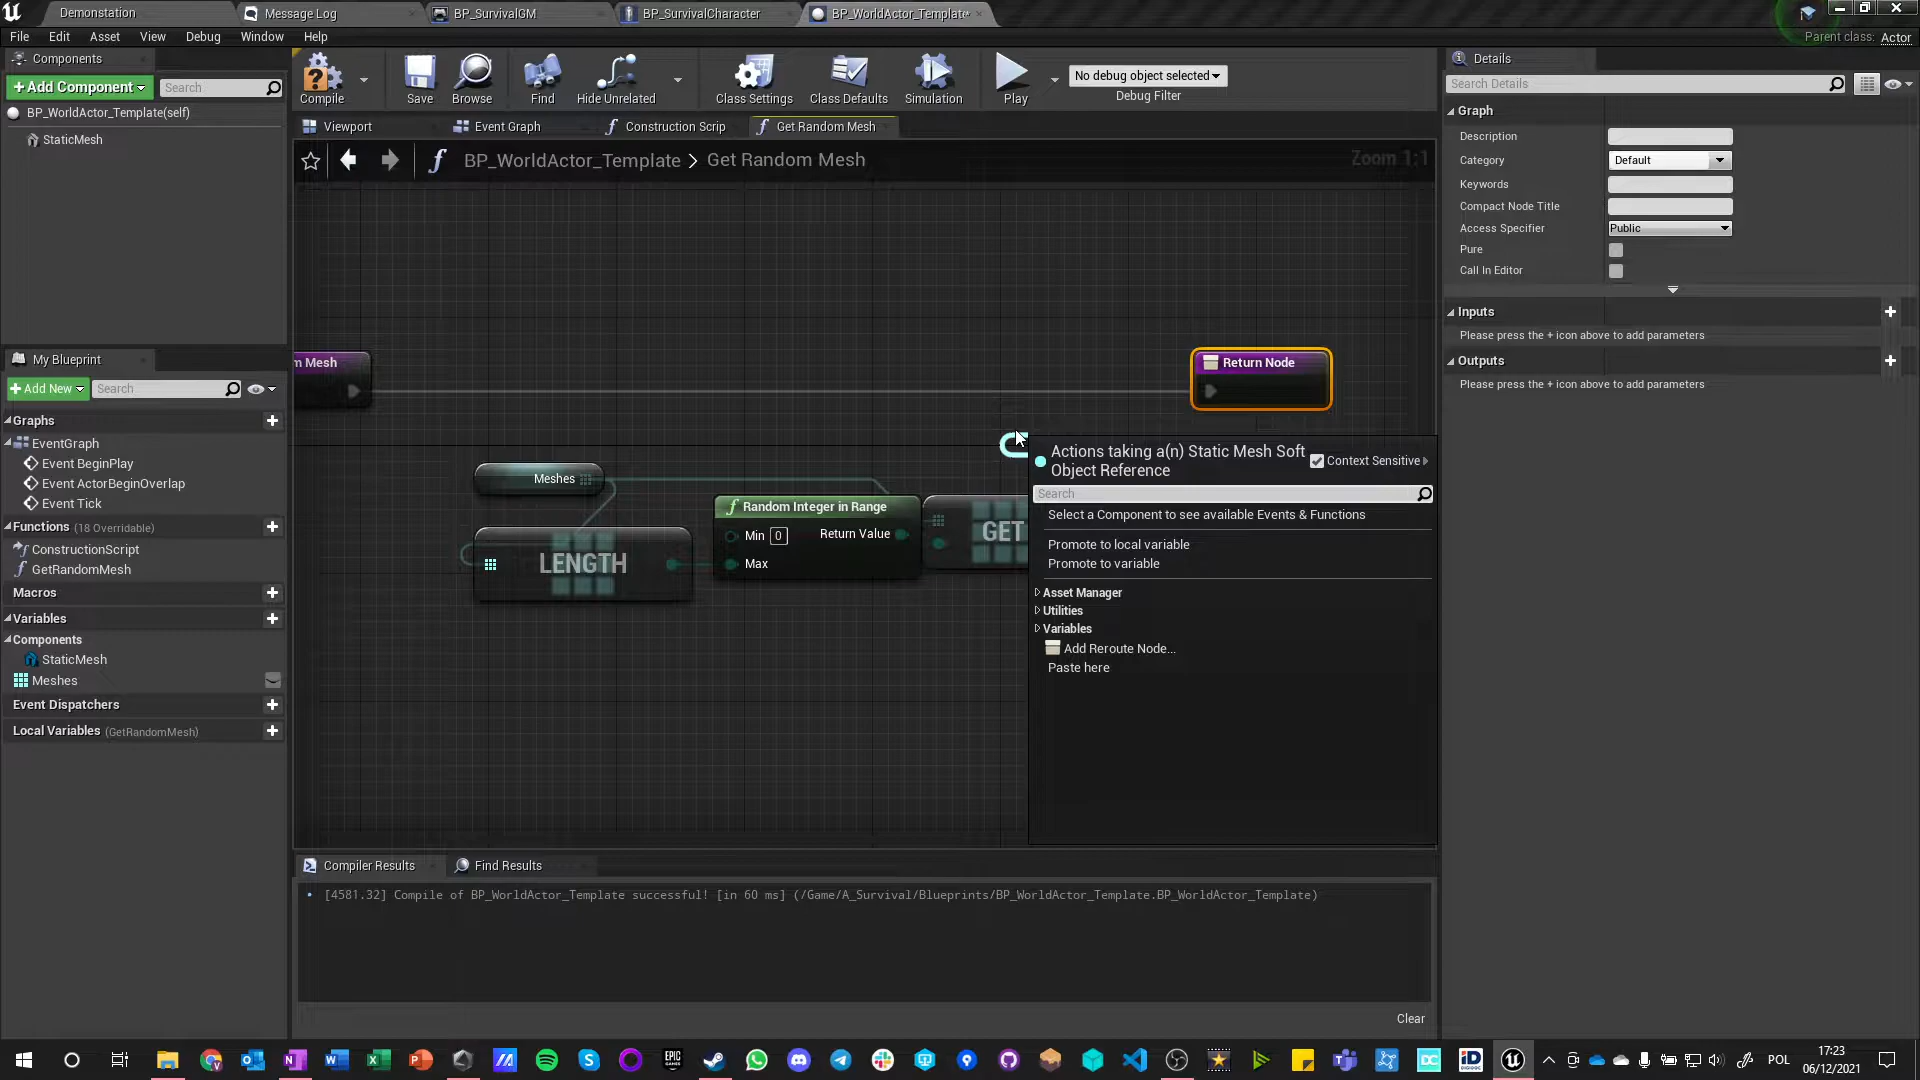 Demonstation
Message Log
BP_SurvivalGM
BP_SurvivalCharacter
BP_WorldActor_Template*
File Edit Asset View Debug Window Help
Parent class: Actor
Components
+Add Component
Search
BP_WorldActor_Template(self)
StaticMesh
Compile
Save
Browse
Find
Hide Unrelated
Class Settings
Class Defaults
Simulation
Play
No debug object selected
Debug Filter
Viewport
Event Graph
Construction Scrip
Get Random Mesh
BP_WorldActor_Template > Get Random Mesh
Zoom 1:1
m Mesh
Return Node
Meshes
LENGTH
Random Integer in Range
Min 0
Return Value
Max
GET
Actions taking a(n) Static Mesh Soft
Object Reference
Context Sensitive
Search
Select a Component to see available Events & Functions
Promote to local variable
Promote to variable
Asset Manager
Utilities
Variables
Add Reroute Node...
Paste here
My Blueprint
+Add New
Search
Graphs
EventGraph
Event BeginPlay
Event ActorBeginOverlap
Event Tick
Functions (18 Overridable)
ConstructionScript
GetRandomMesh
Macros
Variables
Components
StaticMesh
Meshes
Event Dispatchers
Local Variables (GetRandomMesh)
Compiler Results
Find Results
[4581.32] Compile of BP_WorldActor_Template successful! [in 60 ms] (/Game/A_Survival/Blueprints/BP_WorldActor_Template.BP_WorldActor_Template)
Clear
Details
Search Details
Graph
Description
Category
Default
Keywords
Compact Node Title
Access Specifier
Public
Pure
Call In Editor
Inputs
Please press the + icon above to add parameters
Outputs
Please press the + icon above to add parameters
EPIC
GAMES
DC
iD
POL
17:23
06/12/2021